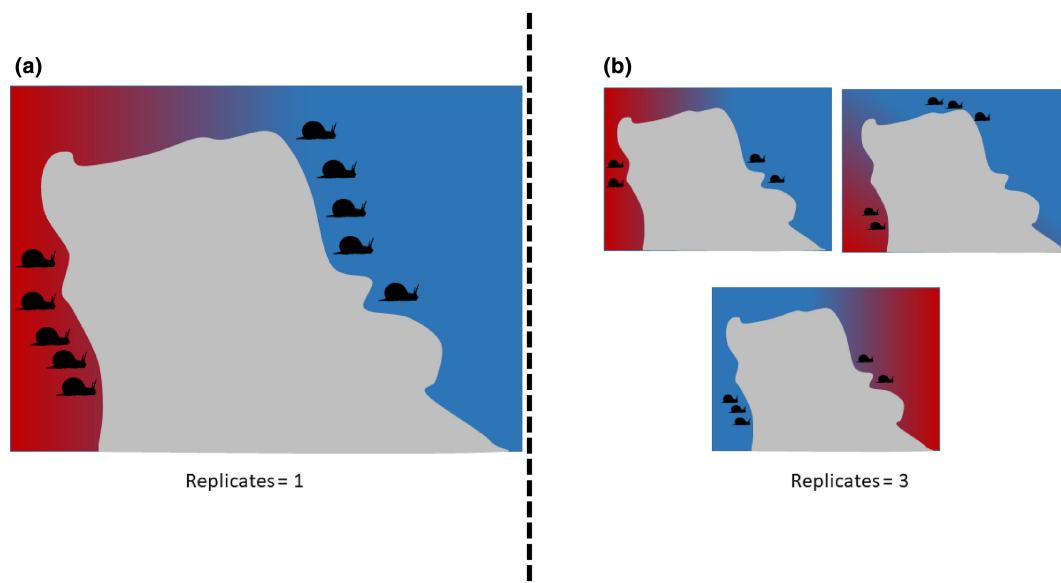 (a)
(b)
Replicates = 1
Replicates = 3